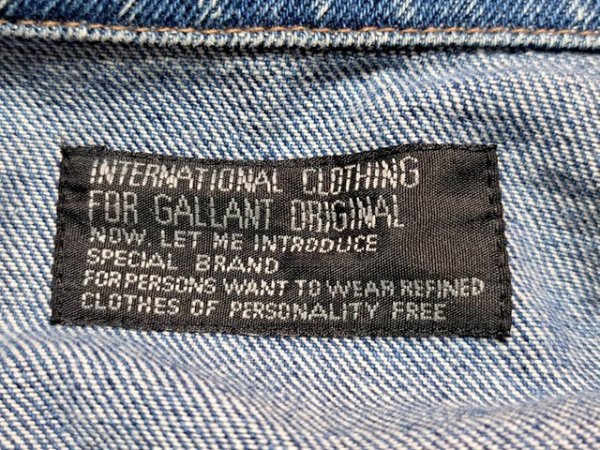 INTERNATIONAL CLOTHING
FOR GALLANT ORIGINAL
NOW, LET ME INTRODUCE
SPECIAL BRAND
FOR PERSONS WANT TO WEAR REFINED
CLOTHES OF PERSONALITY FREE